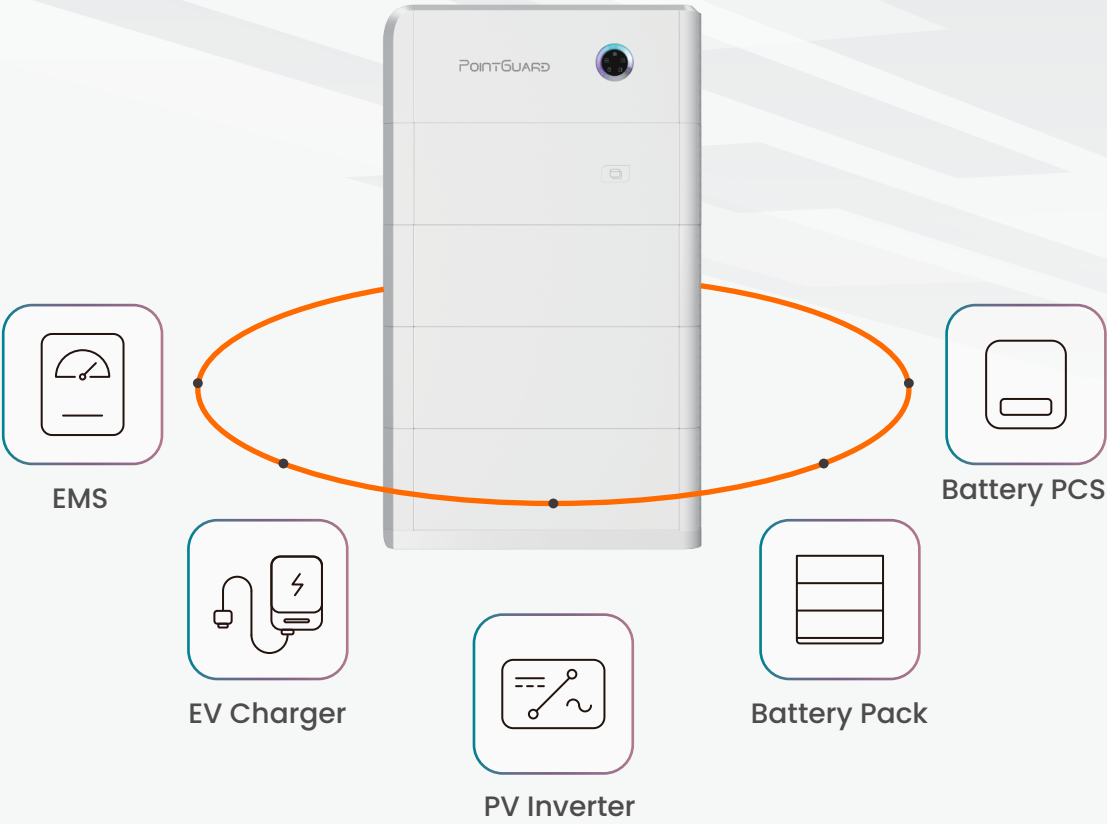 POINTGUARD
EMS
Battery PCS
EV Charger
Battery Pack
PV Inverter